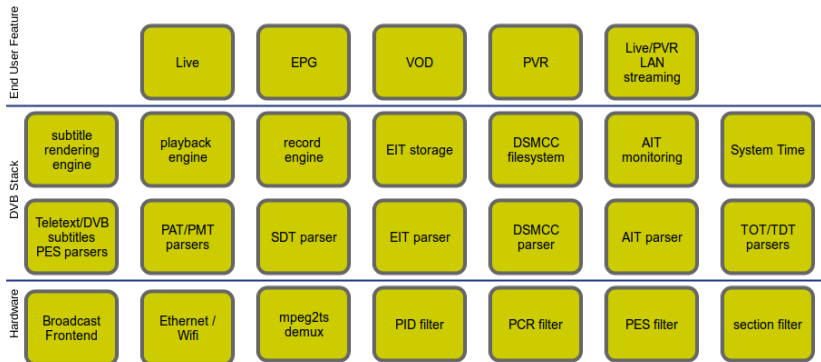 End User Feature
Live
EPG
VOD
PVR
Live/PVR
LAN
streaming
DVB Stack
subtitle
rendering
engine
playback
engine
record
engine
EIT storage
DSMCC
filesystem
AIT
monitoring
System Time
Teletext/DVB
subtitles
PES parsers
PAT/PMT
parsers
SDT parser
EIT parser
DSMCC
parser
AIT parser
TOT/TDT
parsers
Hardware
Broadcast
Frontend
Ethernet /
Wifi
mpeg2ts
demux
PID filter
PCR filter
PES filter
section filter